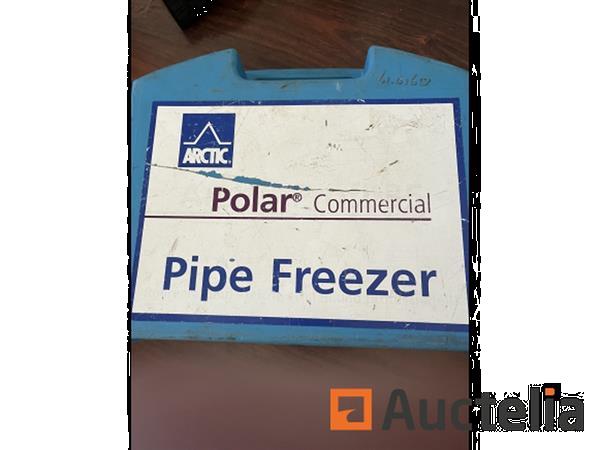 ARCTIC®
Polar® Commercial
Pipe Freezer
Auctelia